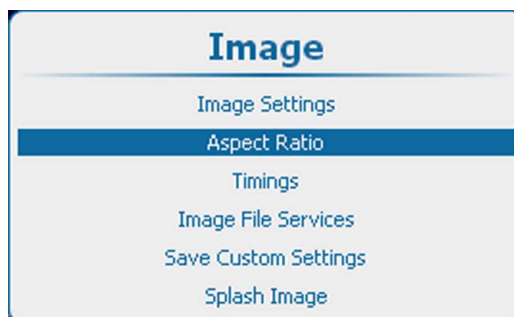 Image
Image Settings
Aspect Ratio
Timings
Image File Services
Save Custom Settings
Splash Image